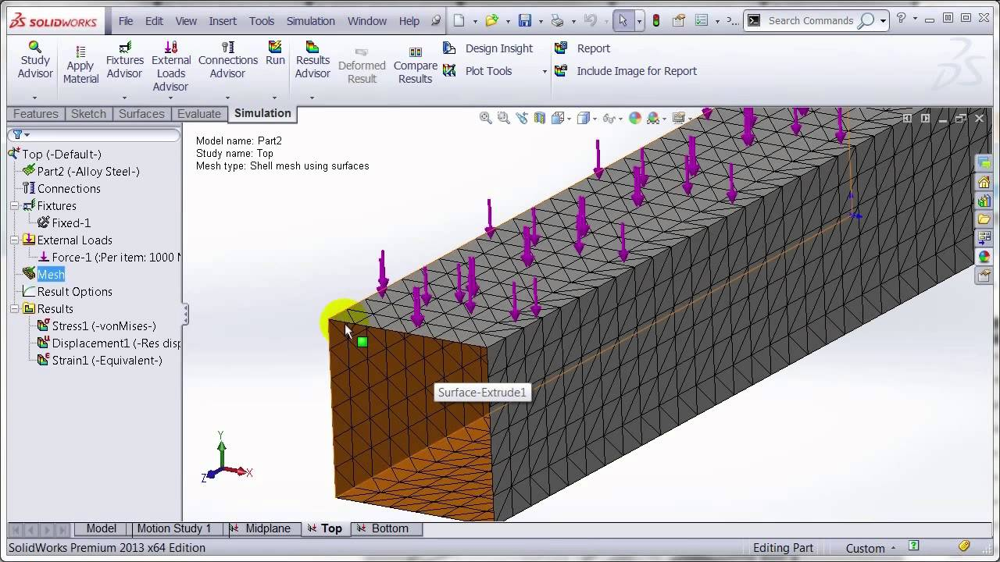 SOLIDWORKS File Edit View Insert Tools Simulation Window Help Search Commands
Study Advisor
Apply Material
Fixtures Advisor
External Loads Advisor
Connections Advisor
Run
Results Advisor
Deformed Result
Compare Results
Design Insight
Plot Tools
Report
Include Image for Report
Features Sketch Surfaces Evaluate Simulation
Model name: Part2
Study name: Top
Mesh type: Shell mesh using surfaces
Top (-Default-)
Part2 (-Alloy Steel-)
Connections
Fixtures
Fixed-1
External Loads
Force-1 (:Per item: 1000 N
Mesh
Result Options
Results
Stress1 (-vonMises-)
Displacement1 (-Res disp
Strain1 (-Equivalent-)
Surface-Extrude1
Y
X
Z
Model Motion Study 1 Midplane Top Bottom
SolidWorks Premium 2013 x64 Edition Editing Part Custom